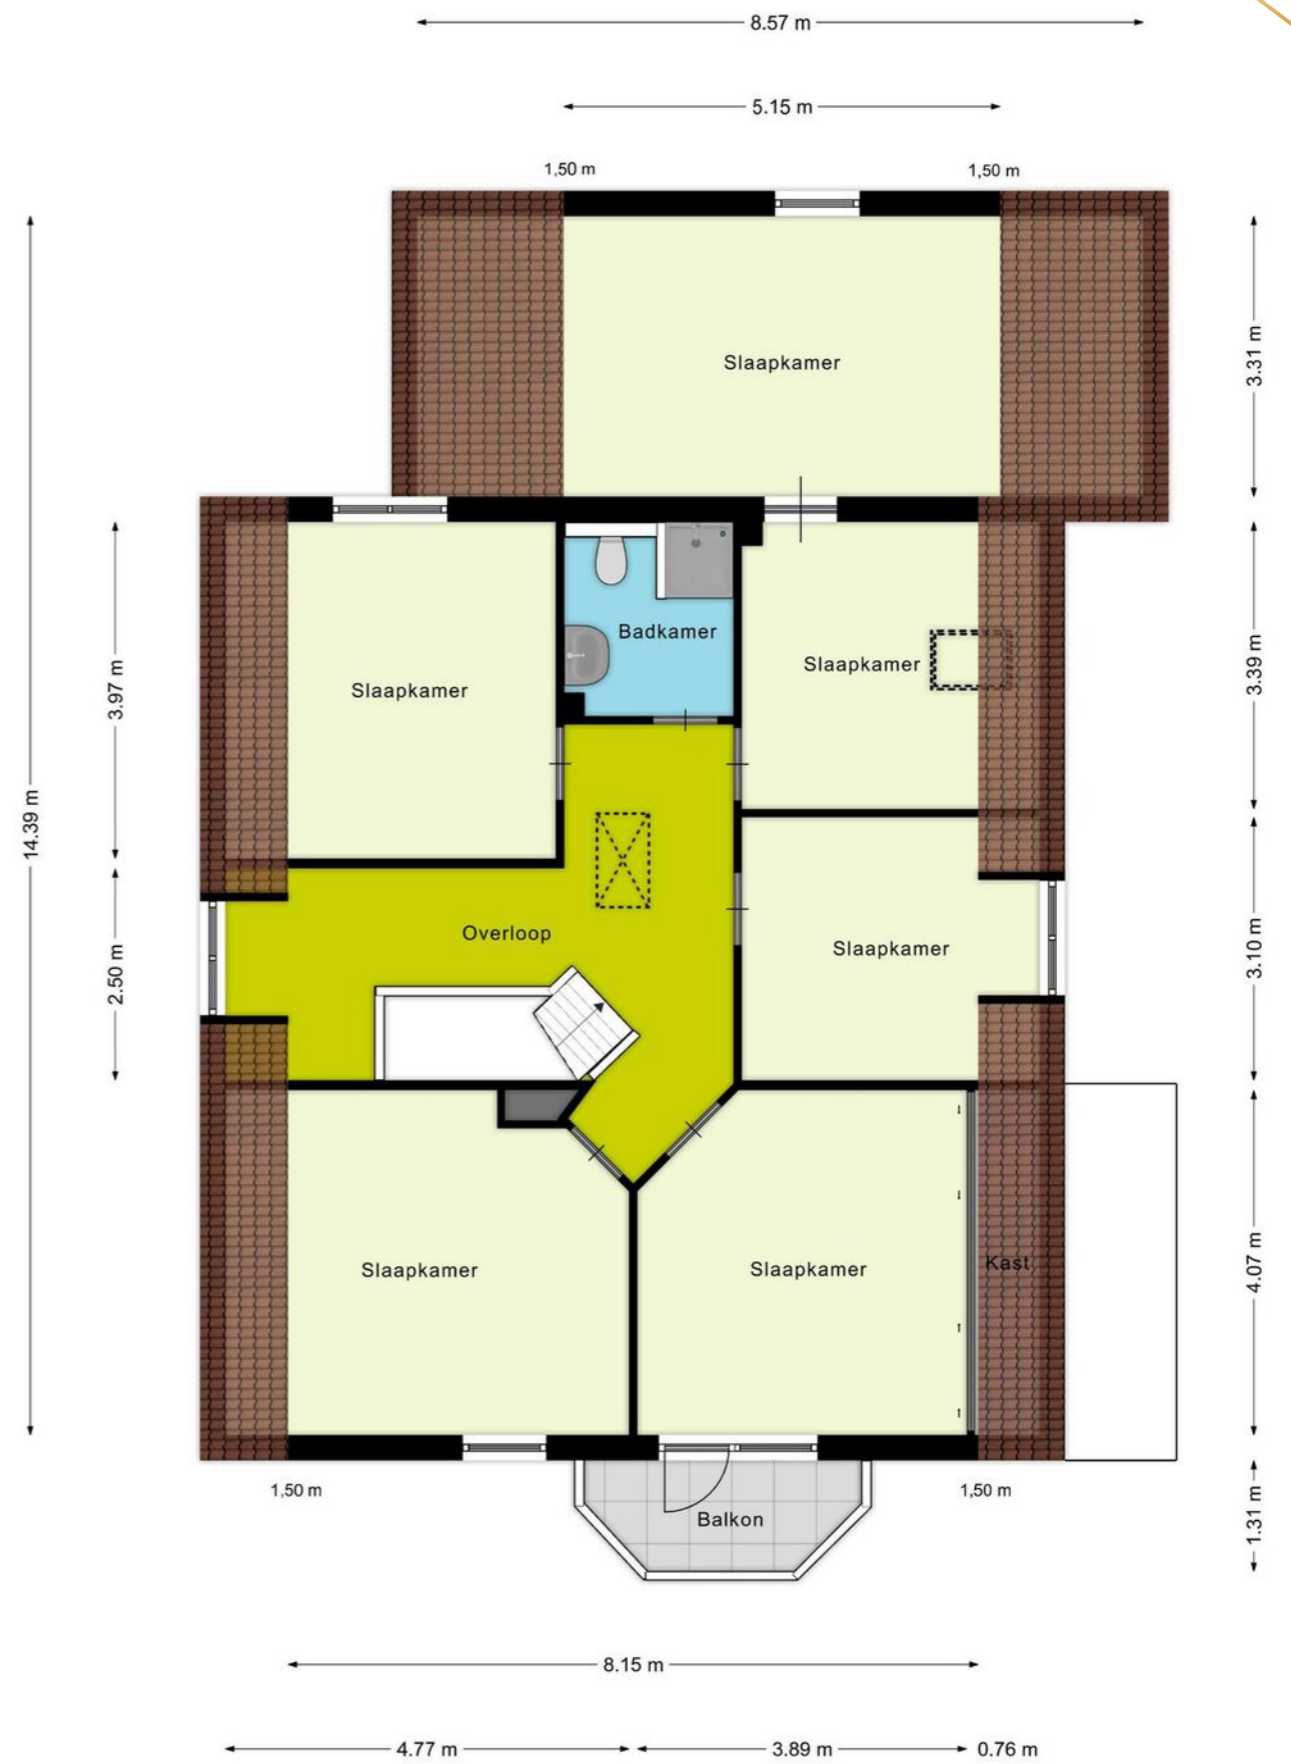 8.57 m
5.15 m
1,50 m
1,50 m
3.31 m
Slaapkamer
14.39 m
3.97 m
Slaapkamer
Badkamer
Slaapkamer
3.39 m
2.50 m
Overloop
Slaapkamer
3.10 m
Slaapkamer
Slaapkamer
Kast
4.07 m
1,50 m
1,50 m
Balkon
1.31 m
8.15 m
4.77 m
3.89 m
0.76 m